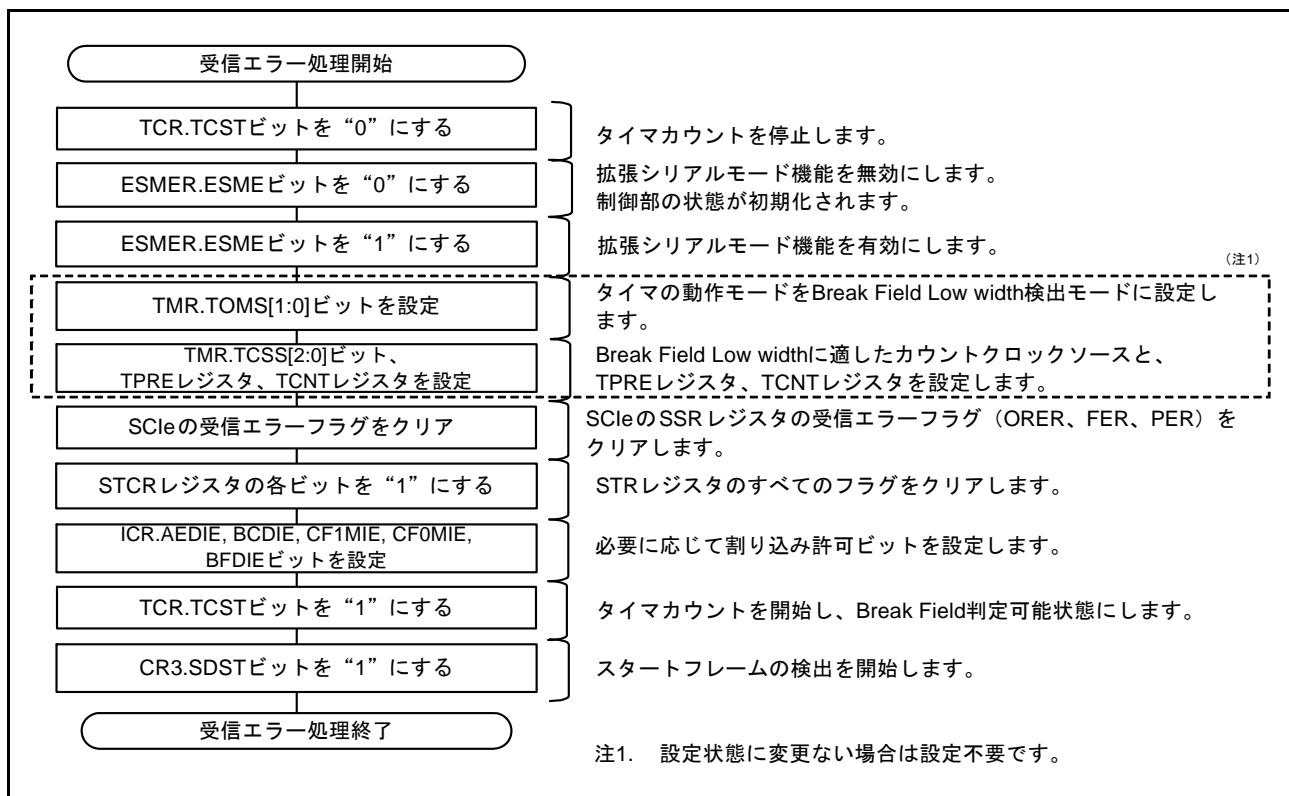 受信エラー処理開始
TCR.TCSTビットを“0”にする
タイマカウントを停止します。
ESMER.ESMEビットを“0”にする
拡張シリアルモード機能を無効にします。
制御部の状態が初期化されます。
ESMER.ESMEビットを“1”にする
拡張シリアルモード機能を有効にします。
(注1)
TMR.TOMS[1:0]ビットを設定
タイマの動作モードをBreak Field Low width検出モードに設定し
ます。
TMR.TCSS[2:0]ビット、
TPREレジスタ、TCNTレジスタを設定
Break Field Low widthに適したカウントクロックソースと、
TPREレジスタ、TCNTレジスタを設定します。
SCIeの受信エラーフラグをクリア
SCIeのSSRレジスタの受信エラーフラグ（ORER、FER、PER）を
クリアします。
STCRレジスタの各ビットを“1”にする
STRレジスタのすべてのフラグをクリアします。
ICR.AEDIE, BCDIE, CF1MIE, CF0MIE,
BFDIEビットを設定
必要に応じて割り込み許可ビットを設定します。
TCR.TCSTビットを“1”にする
タイマカウントを開始し、Break Field判定可能状態にします。
CR3.SDSTビットを“1”にする
スタートフレームの検出を開始します。
受信エラー処理終了
注1. 設定状態に変更ない場合は設定不要です。